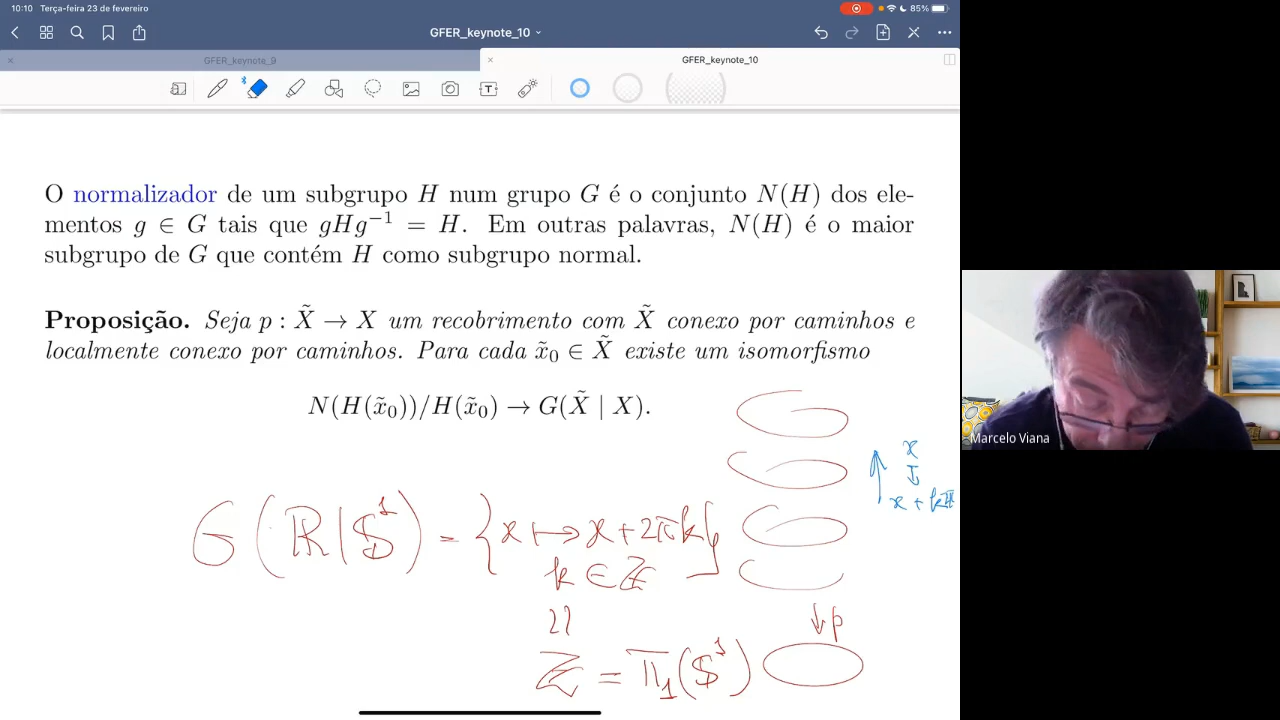 10:10 Terça-feira 23 de fevereiro
85%
GFER_keynote_10
GFER_keynote_9
GFER_keynote_10
O normalizador de um subgrupo H num grupo G é o conjunto N(H) dos ele-
mentos g ∈ G tais que gHg⁻¹ = H. Em outras palavras, N(H) é o maior
subgrupo de G que contém H como subgrupo normal.
Proposição. Seja p : X̃ → X um recobrimento com X̃ conexo por caminhos e
localmente conexo por caminhos. Para cada x̃₀ ∈ X̃ existe um isomorfismo
N(H(x̃₀))/H(x̃₀) → G(X̃ | X).
x
↓
x + k
G(ℝ|S¹) = {x ↦ x + 2πk}
k ∈ ℤ
↓p
ℤ = π₁(S¹)
Marcelo Viana